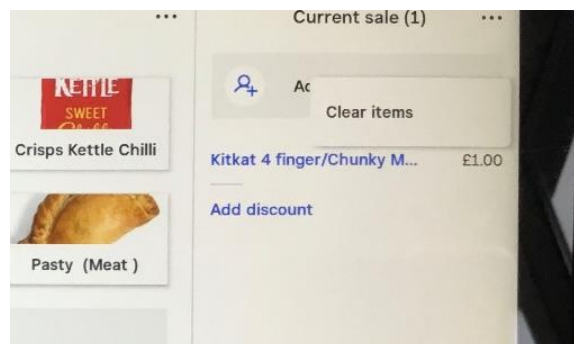 Current sale (1)
KETTLE
SWEET
Crisps Kettle Chilli
Pasty (Meat )
Clear items
Kitkat 4 finger/Chunky M...
£1.00
Add discount